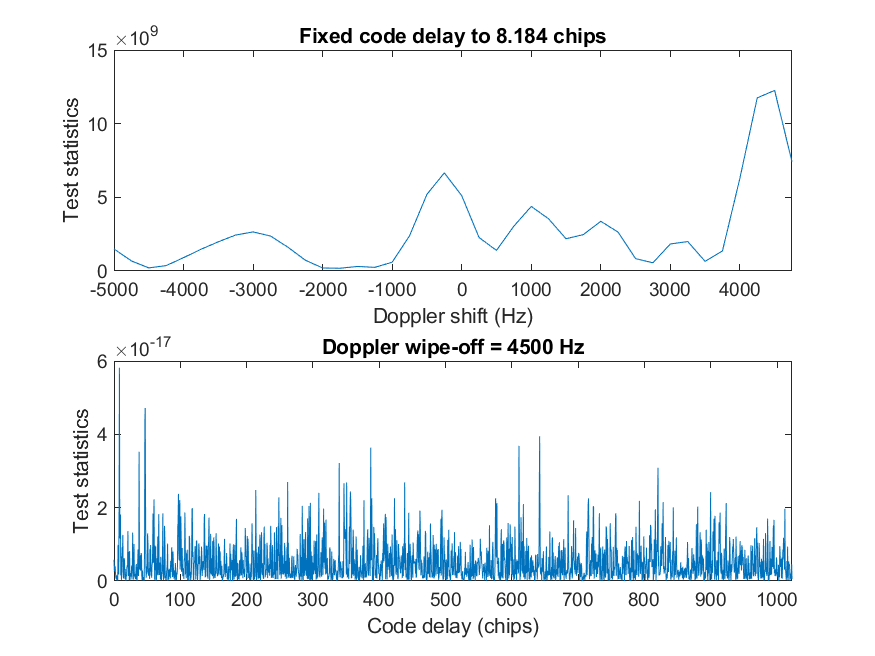 Fixed code delay to 8.184 chips
×10^9
15
10
5
0
Test statistics
-5000 -4000 -3000 -2000 -1000 0 1000 2000 3000 4000
Doppler shift (Hz)
Doppler wipe-off = 4500 Hz
×10^-17
6
4
2
0
Test statistics
0 100 200 300 400 500 600 700 800 900 1000
Code delay (chips)